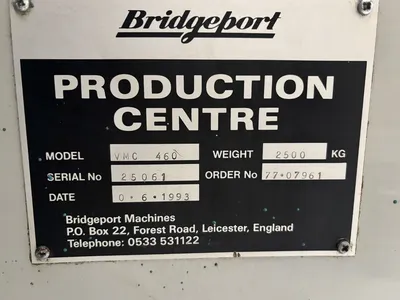 Bridgeport
PRODUCTION
CENTRE
MODEL VMC 460 WEIGHT 2500 KG
SERIAL No 25061 ORDER No 77-07961
DATE 0·6·1993
Bridgeport Machines
P.O. Box 22, Forest Road, Leicester, England
Telephone: 0533 531122